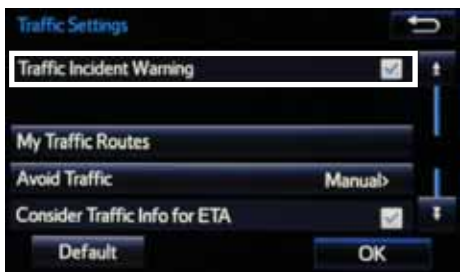 Traffic Settings
Traffic Incident Warning
My Traffic Routes
Avoid Traffic Manual>
Consider Traffic Info for ETA
Default OK